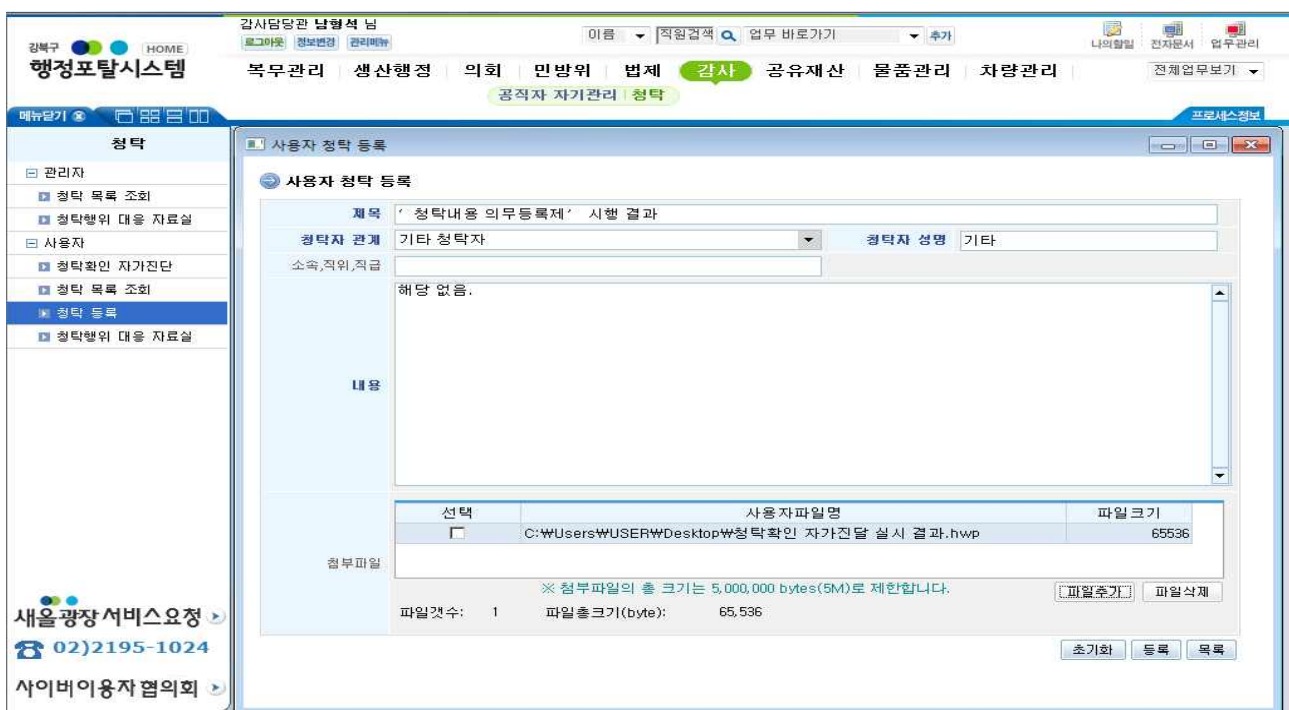 감사담당관 남형석 님
강북구 HOME
행정포탈시스템
로그아웃 정보변경 관리메뉴
이름 직원검색 업무 바로가기 추가
나의할일 전자문서 업무관리
복무관리 생산행정 의회 민방위 법제 감사 공유재산 물품관리 차량관리 전체업무보기
공직자 자기관리 청탁
메뉴닫기 프로세스정보
청탁
관리자
청탁 목록 조회
청탁행위 대응 자료실
사용자
청탁확인 자가진단
청탁 목록 조회
청탁 등록
청탁행위 대응 자료실
새올광장 서비스요청
02)2195-1024
사이버이용자협의회
사용자 청탁 등록
사용자 청탁 등록
제목 ‘ 청탁내용 의무등록제’ 시행 결과
청탁자 관계 기타 청탁자 청탁자 성명 기타
소속,직위,직급
내용 해당 없음.
첨부파일
선택 사용자파일명 파일크기
C:₩Users₩USER₩Desktop₩청탁확인 자가진달 실시 결과.hwp 65536
※ 첨부파일의 총 크기는 5,000,000 bytes(5M)로 제한합니다.
파일추가 파일삭제
파일갯수: 1 파일총크기(byte): 65,536
초기화 등록 목록